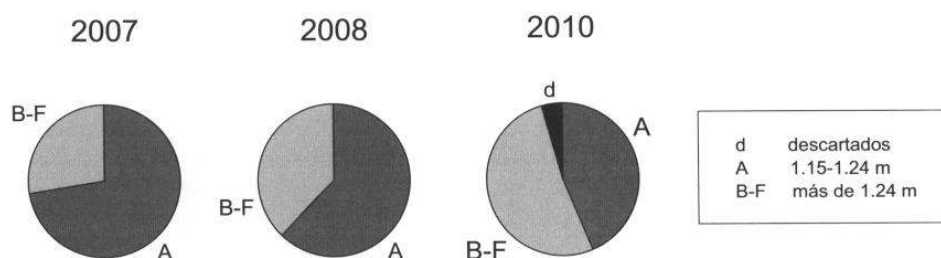 2007
2008
2010
B-F
A
B-F
A
d
A
B-F
d descartados
A 1.15-1.24 m
B-F más de 1.24 m